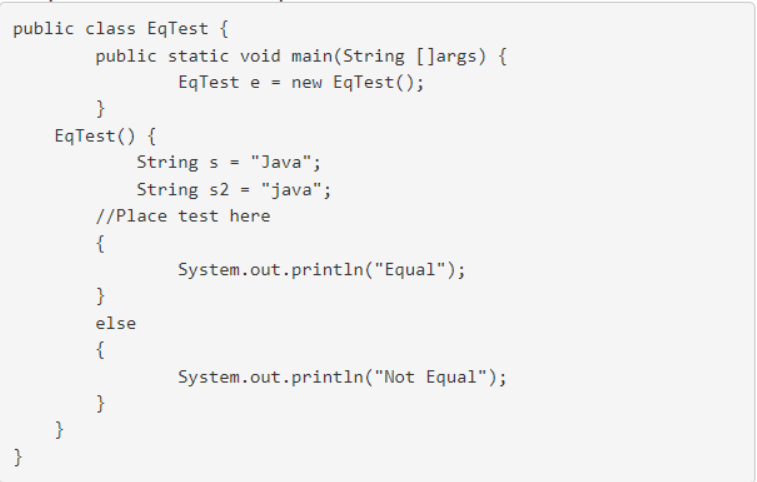 public class EqTest {
public static void main(String []args) {
EqTest e = new EqTest();
}
EqTest() {
String s = "Java";
String s2 = "java";
//Place test here
{
System.out.println("Equal");
}
else
{
System.out.println("Not Equal");
}
}
}